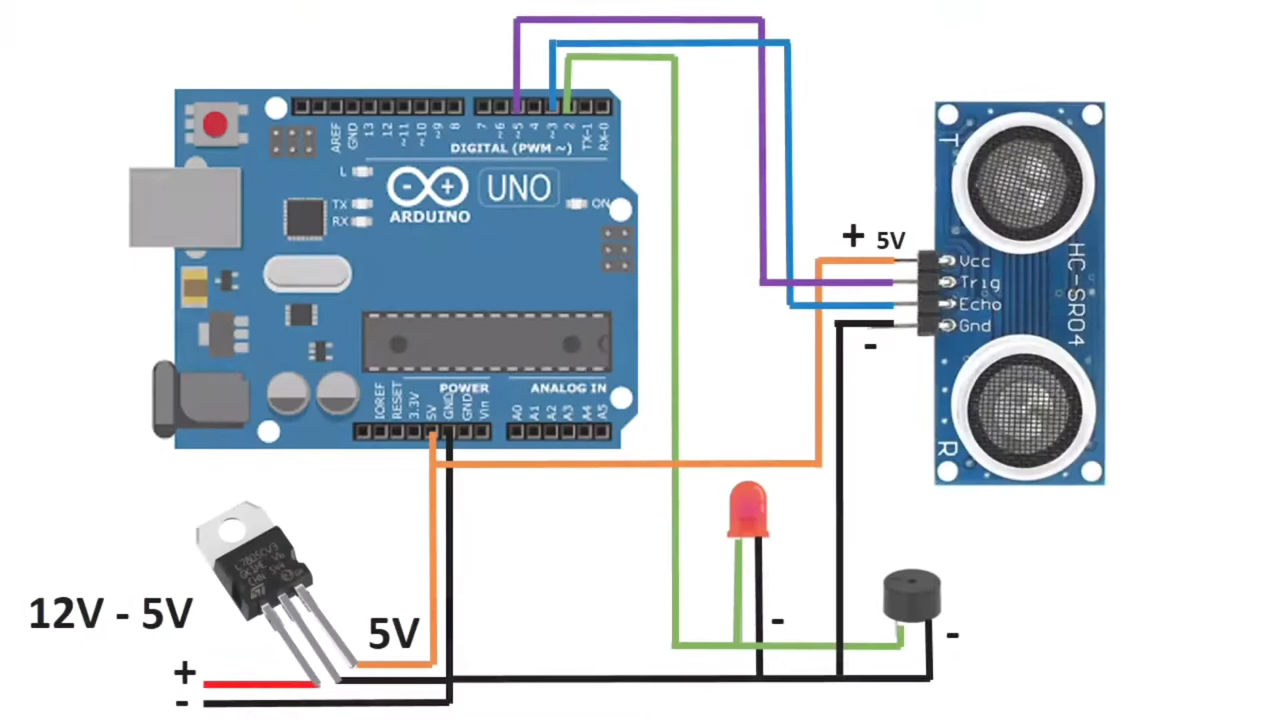 AREF
GND
13
12
~11
~10
~9
8
7
~6
~5
4
~3
2
TX-1
RX-0
DIGITAL (PWM ~)
L
TX
RX
UNO
ARDUINO
ON
IOREF
RESET
3.3V
5V
GND
GND
Vin
POWER
ANALOG IN
A0
A1
A2
A3
A4
A5
T
+ 5V
Vcc
Trig
Echo
Gnd
-
HC-SR04
R
12V - 5V
5V
+
-
-
-